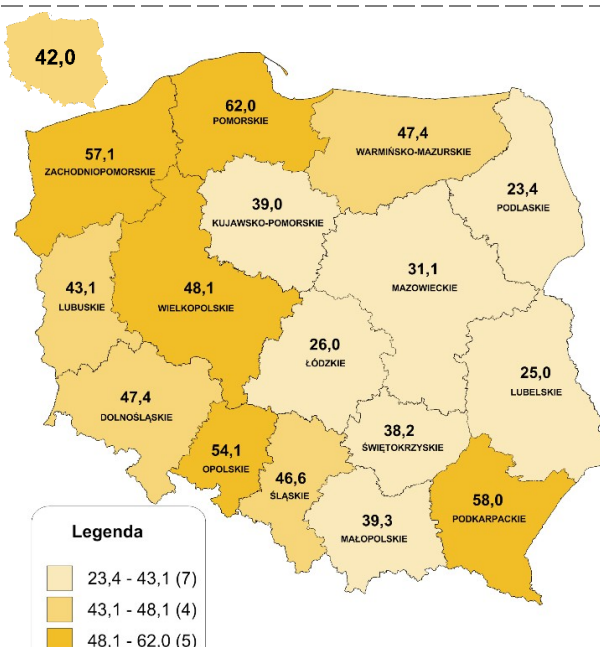 42,0
62,0
POMORSKIE
47,4
WARMIŃSKO-MAZURSKIE
57,1
ZACHODNIOPOMORSKIE
23,4
PODLASKIE
39,0
KUJAWSKO-POMORSKIE
31,1
MAZOWIECKIE
43,1
LUBUSKIE
48,1
WIELKOPOLSKIE
26,0
ŁÓDZKIE
25,0
LUBELSKIE
47,4
DOLNOŚLĄSKIE
38,2
ŚWIĘTOKRZYSKIE
54,1
OPOLSKIE
46,6
ŚLĄSKIE
58,0
PODKARPACKIE
39,3
MAŁOPOLSKIE
Legenda
23,4 - 43,1 (7)
43,1 - 48,1 (4)
48,1 - 62,0 (5)